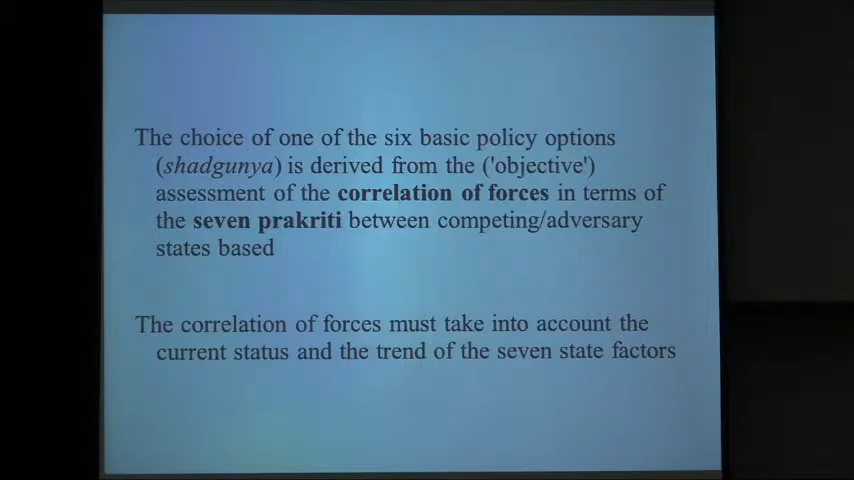 The choice of one of the six basic policy options
(shadgunya) is derived from the ('objective')
assessment of the correlation of forces in terms of
the seven prakriti between competing/adversary
states based
The correlation of forces must take into account the
current status and the trend of the seven state factors